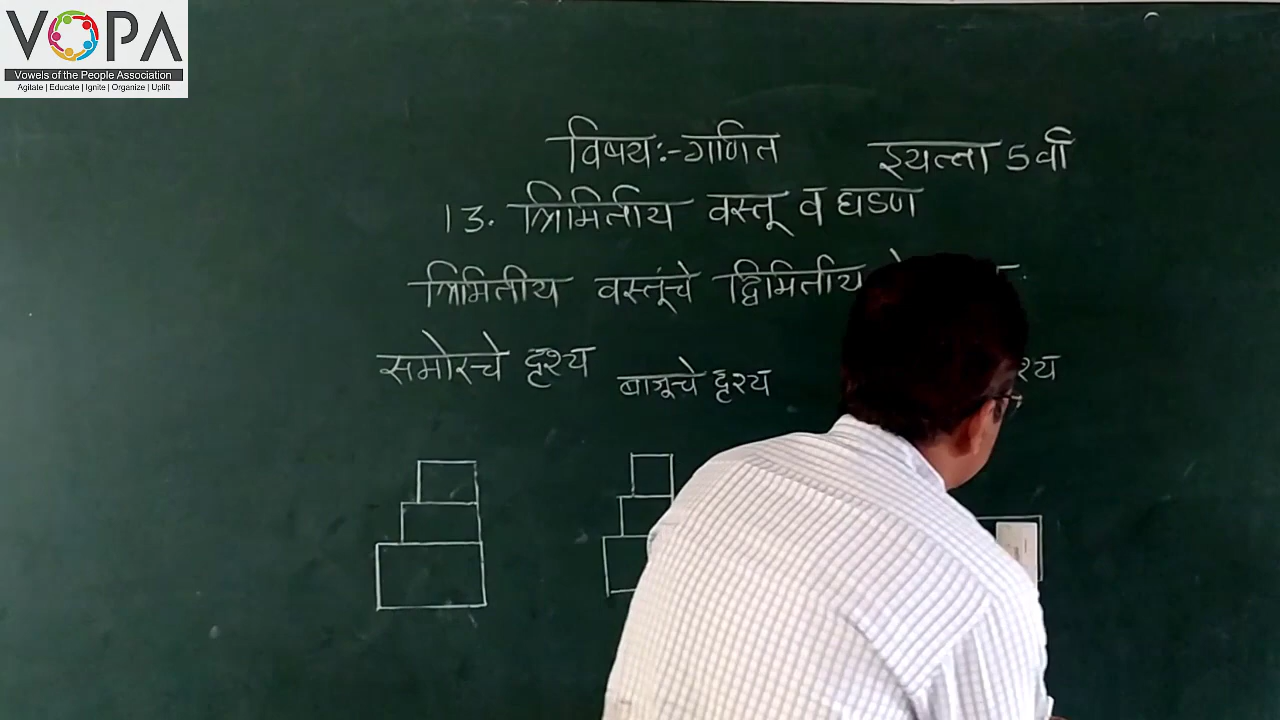 VOPA
Vowels of the People Association
Agitate | Educate | Ignite | Organize | Uplift
विषय:-गणित इयत्ता 5वी
13. त्रिमितीय वस्तू व घडण
त्रिमितीय वस्तूंचे द्विमितीय
समोरचे दृश्य बाजूचे दृश्य